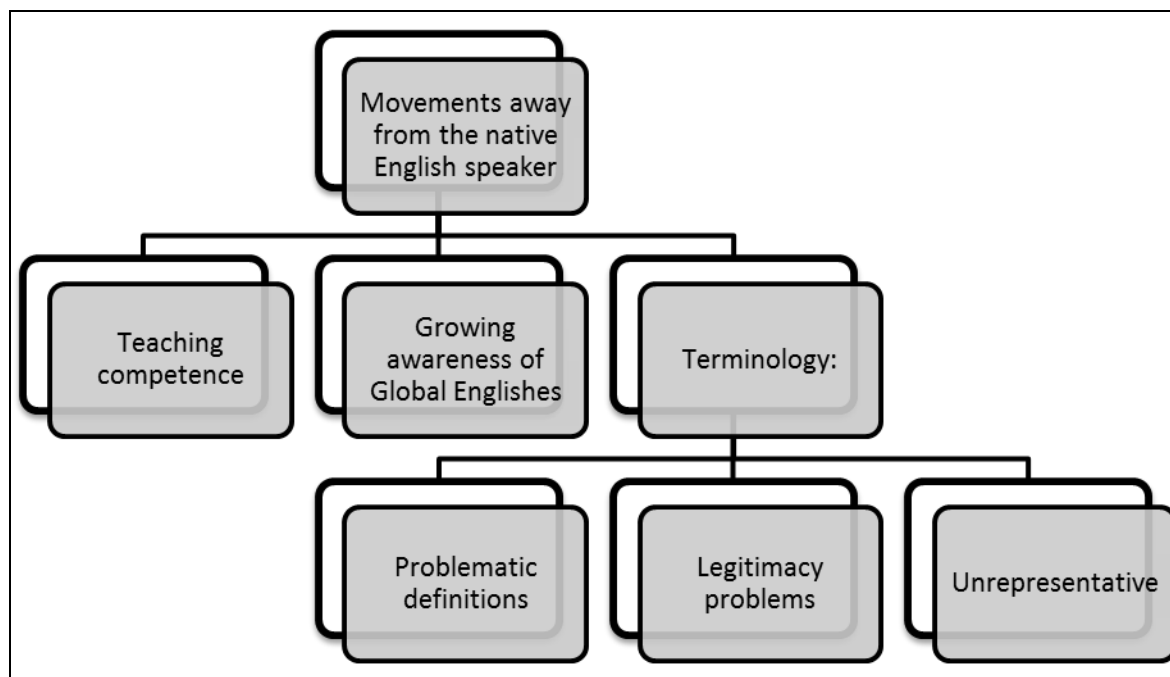 Movements away
from the native
English speaker
Teaching
competence
Growing
awareness of
Global Englishes
Terminology:
Problematic
definitions
Legitimacy
problems
Unrepresentative